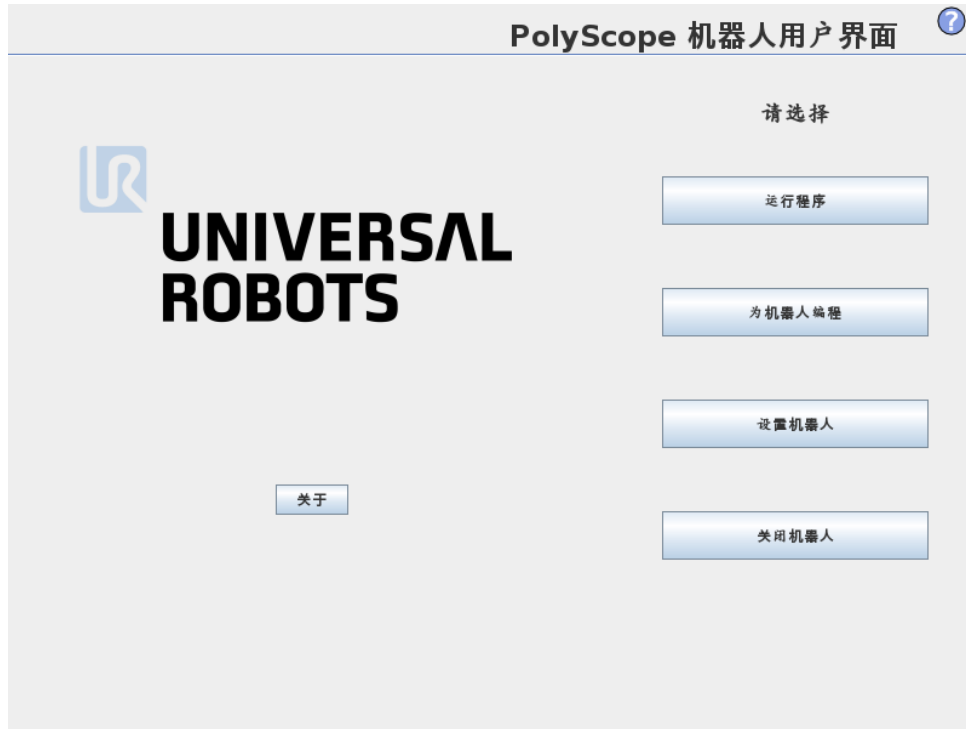 PolyScope 机器人用户界面
?
请选择
UR
UNIVERSAL
ROBOTS
运行程序
为机器人编程
设置机器人
关于
关闭机器人